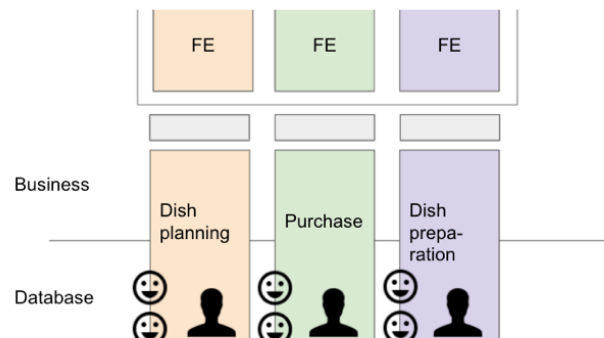 FE
FE
FE
Business
Dish
planning
Purchase
Dish
prepa-
ration
Database